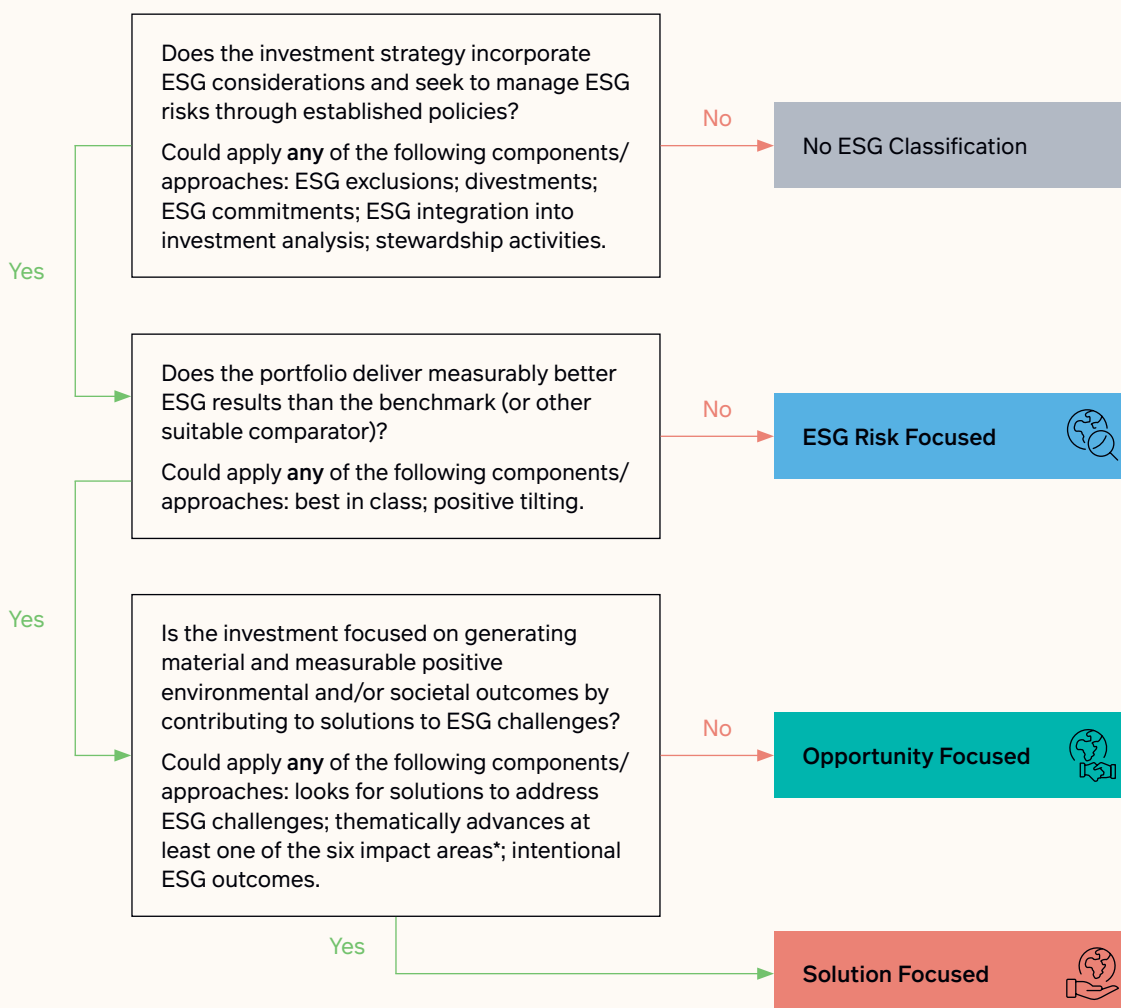 Does the investment strategy incorporate
ESG considerations and seek to manage ESG
risks through established policies?
Could apply any of the following components/
approaches: ESG exclusions; divestments;
ESG commitments; ESG integration into
investment analysis; stewardship activities.
No
No ESG Classification
Yes
Does the portfolio deliver measurably better
ESG results than the benchmark (or other
suitable comparator)?
Could apply any of the following components/
approaches: best in class; positive tilting.
No
ESG Risk Focused
Yes
Is the investment focused on generating
material and measurable positive
environmental and/or societal outcomes by
contributing to solutions to ESG challenges?
Could apply any of the following components/
approaches: looks for solutions to address
ESG challenges; thematically advances at
least one of the six impact areas*; intentional
ESG outcomes.
No
Opportunity Focused
Yes
Solution Focused